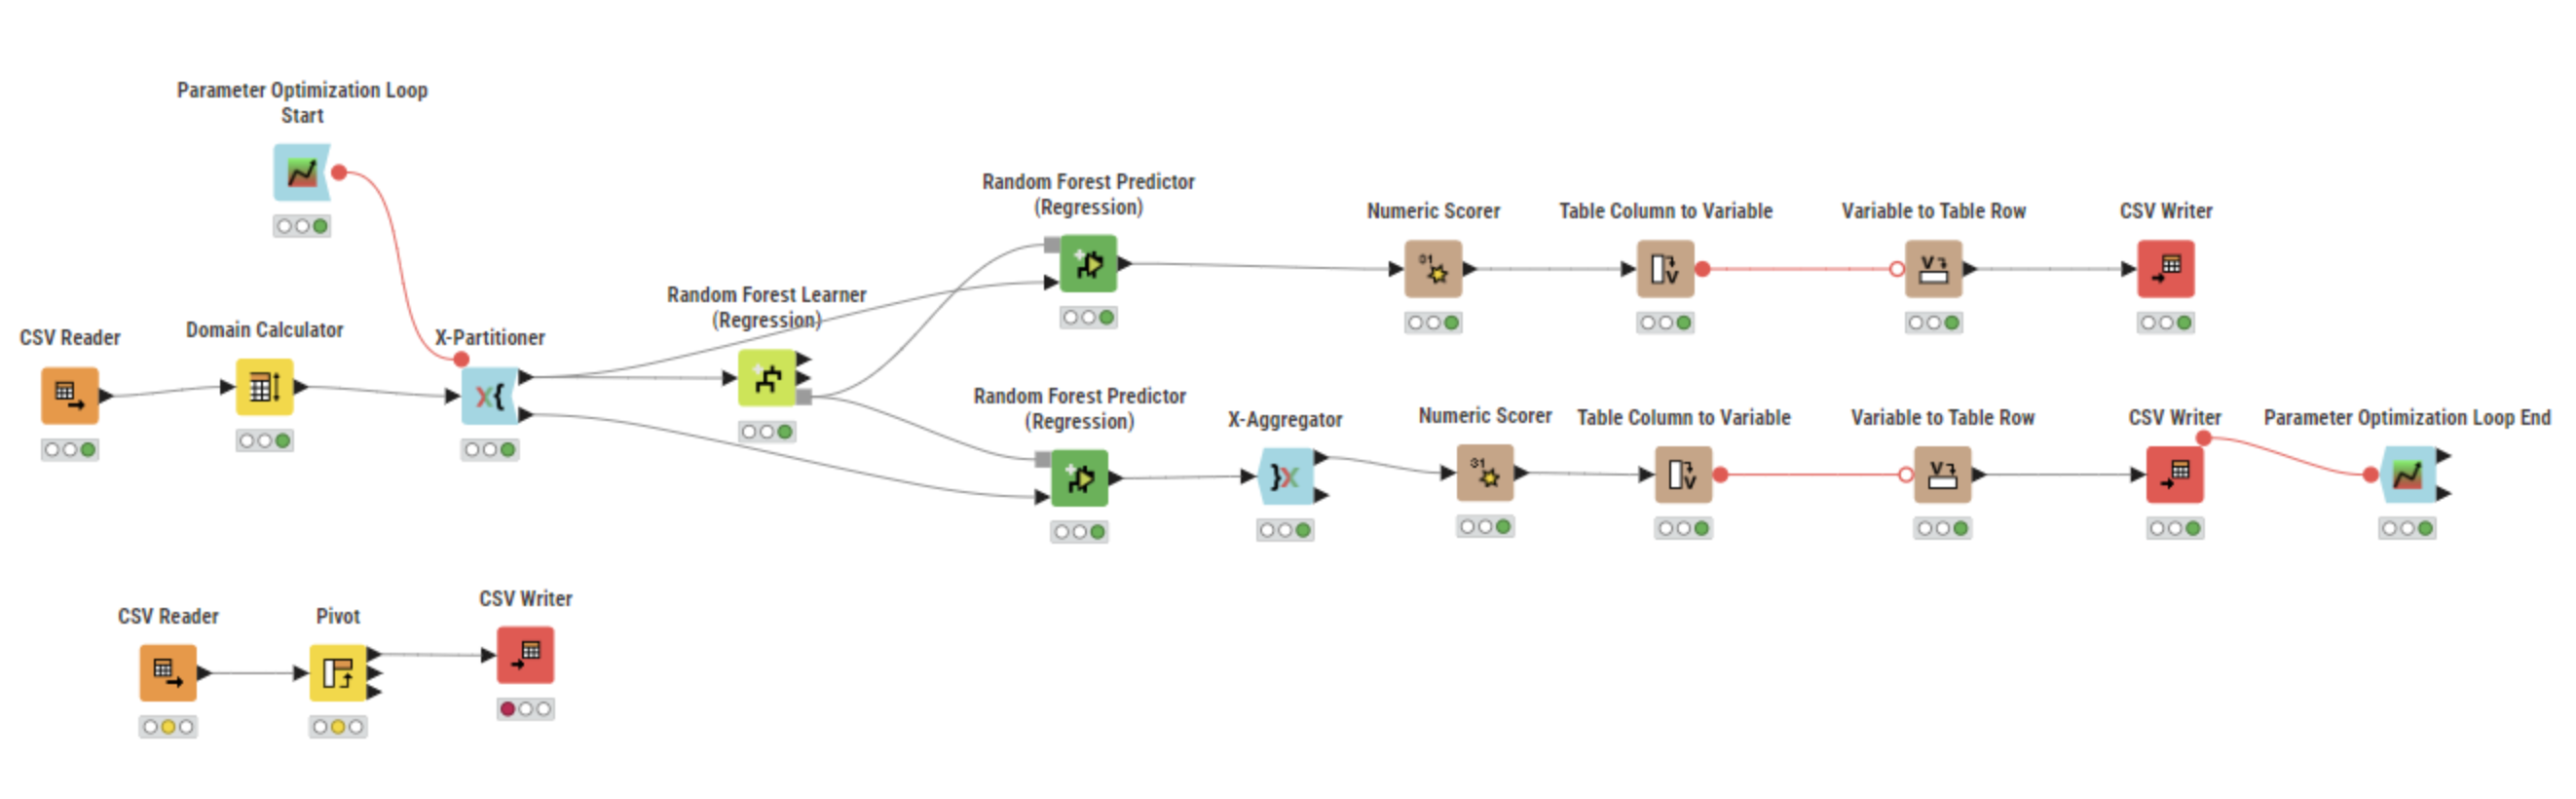 Parameter Optimization Loop
Start
Random Forest Predictor
(Regression)
Numeric Scorer
Table Column to Variable
Variable to Table Row
CSV Writer
Random Forest Learner
(Regression)
CSV Reader
Domain Calculator
X-Partitioner
Random Forest Predictor
(Regression)
X-Aggregator
Numeric Scorer
Table Column to Variable
Variable to Table Row
CSV Writer
Parameter Optimization Loop End
CSV Reader
Pivot
CSV Writer